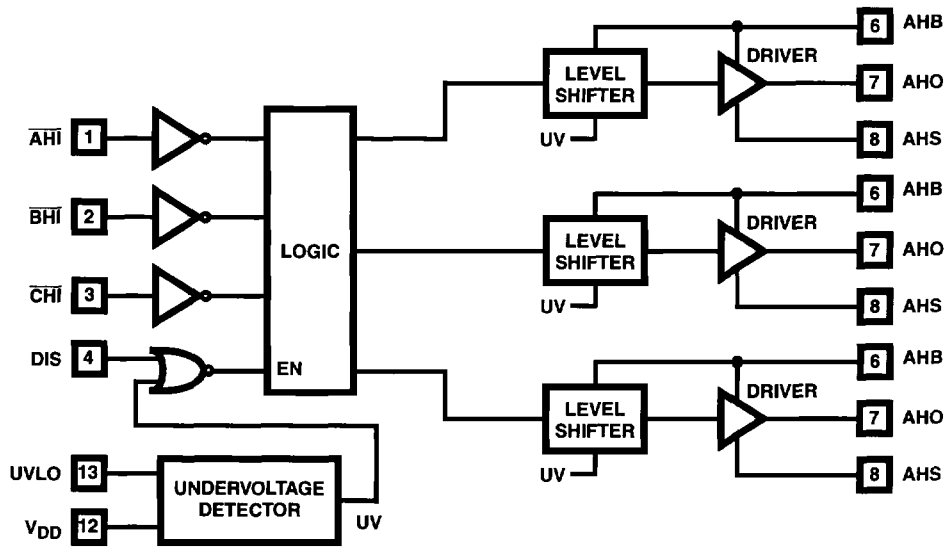 6 AHB
DRIVER
LEVEL
SHIFTER
7 AHO
UV
8 AHS
AHI 1
BHI 2
CHI 3
DIS 4
LOGIC
EN
6 AHB
DRIVER
LEVEL
SHIFTER
7 AHO
UV
8 AHS
6 AHB
DRIVER
LEVEL
SHIFTER
7 AHO
UV
8 AHS
UVLO 13
VDD 12
UNDERVOLTAGE
DETECTOR
UV